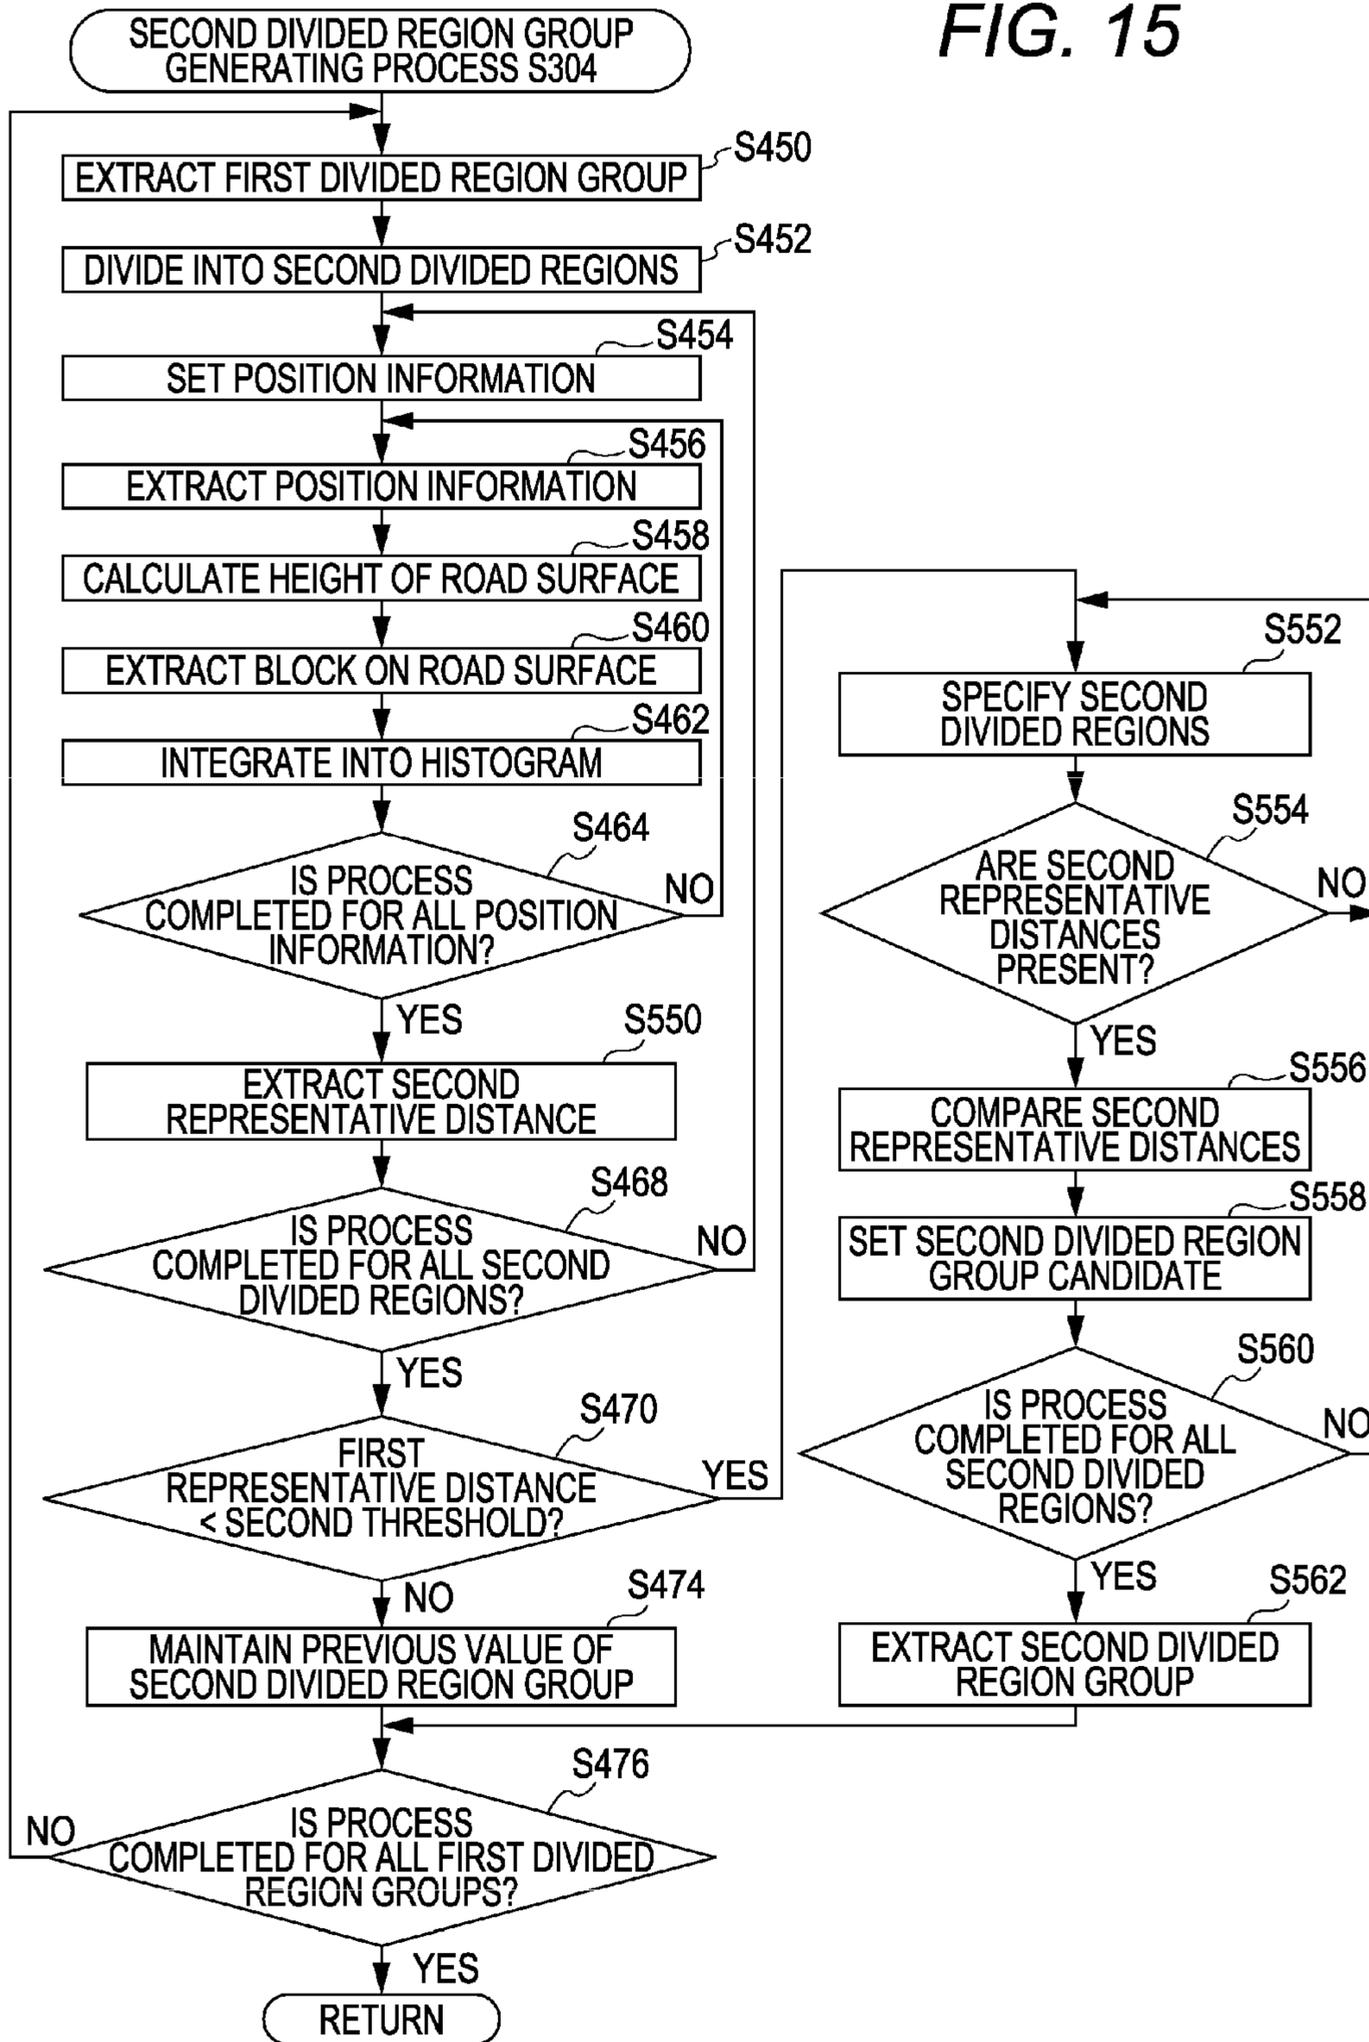 FIG. 15
SECOND DIVIDED REGION GROUP
GENERATING PROCESS S304
S450
EXTRACT FIRST DIVIDED REGION GROUP
S452
DIVIDE INTO SECOND DIVIDED REGIONS
S454
SET POSITION INFORMATION
S456
EXTRACT POSITION INFORMATION
S458
CALCULATE HEIGHT OF ROAD SURFACE
S460
EXTRACT BLOCK ON ROAD SURFACE
S462
INTEGRATE INTO HISTOGRAM
S464
IS PROCESS
COMPLETED FOR ALL POSITION
INFORMATION?
NO
YES
S550
EXTRACT SECOND
REPRESENTATIVE DISTANCE
S468
IS PROCESS
COMPLETED FOR ALL SECOND
DIVIDED REGIONS?
NO
YES
S470
FIRST
REPRESENTATIVE DISTANCE
< SECOND THRESHOLD?
YES
NO
S474
MAINTAIN PREVIOUS VALUE OF
SECOND DIVIDED REGION GROUP
S552
SPECIFY SECOND
DIVIDED REGIONS
S554
ARE SECOND
REPRESENTATIVE
DISTANCES
PRESENT?
NO
YES
S556
COMPARE SECOND
REPRESENTATIVE DISTANCES
S558
SET SECOND DIVIDED REGION
GROUP CANDIDATE
S560
IS PROCESS
COMPLETED FOR ALL
SECOND DIVIDED
REGIONS?
NO
YES
S562
EXTRACT SECOND DIVIDED
REGION GROUP
S476
IS PROCESS
COMPLETED FOR ALL FIRST DIVIDED
REGION GROUPS?
NO
YES
RETURN